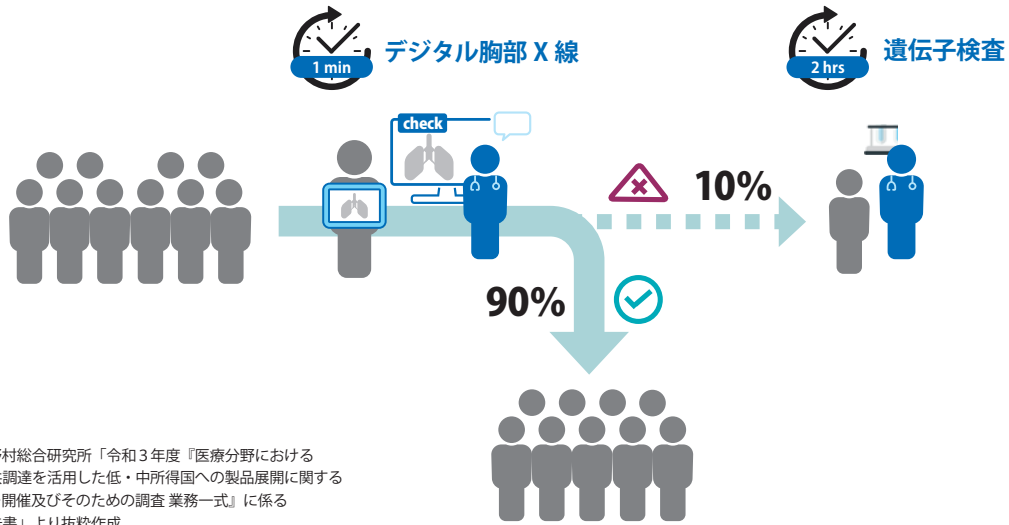 1 min
デジタル胸部 X 線
2 hrs
遺伝子検査
check
10%
90%
村総合研究所「令和3年度『医療分野における
調達を活用した低・中所得国への製品展開に関する
開催及びそのための調査 業務一式』に係る
書」より抜粋作成